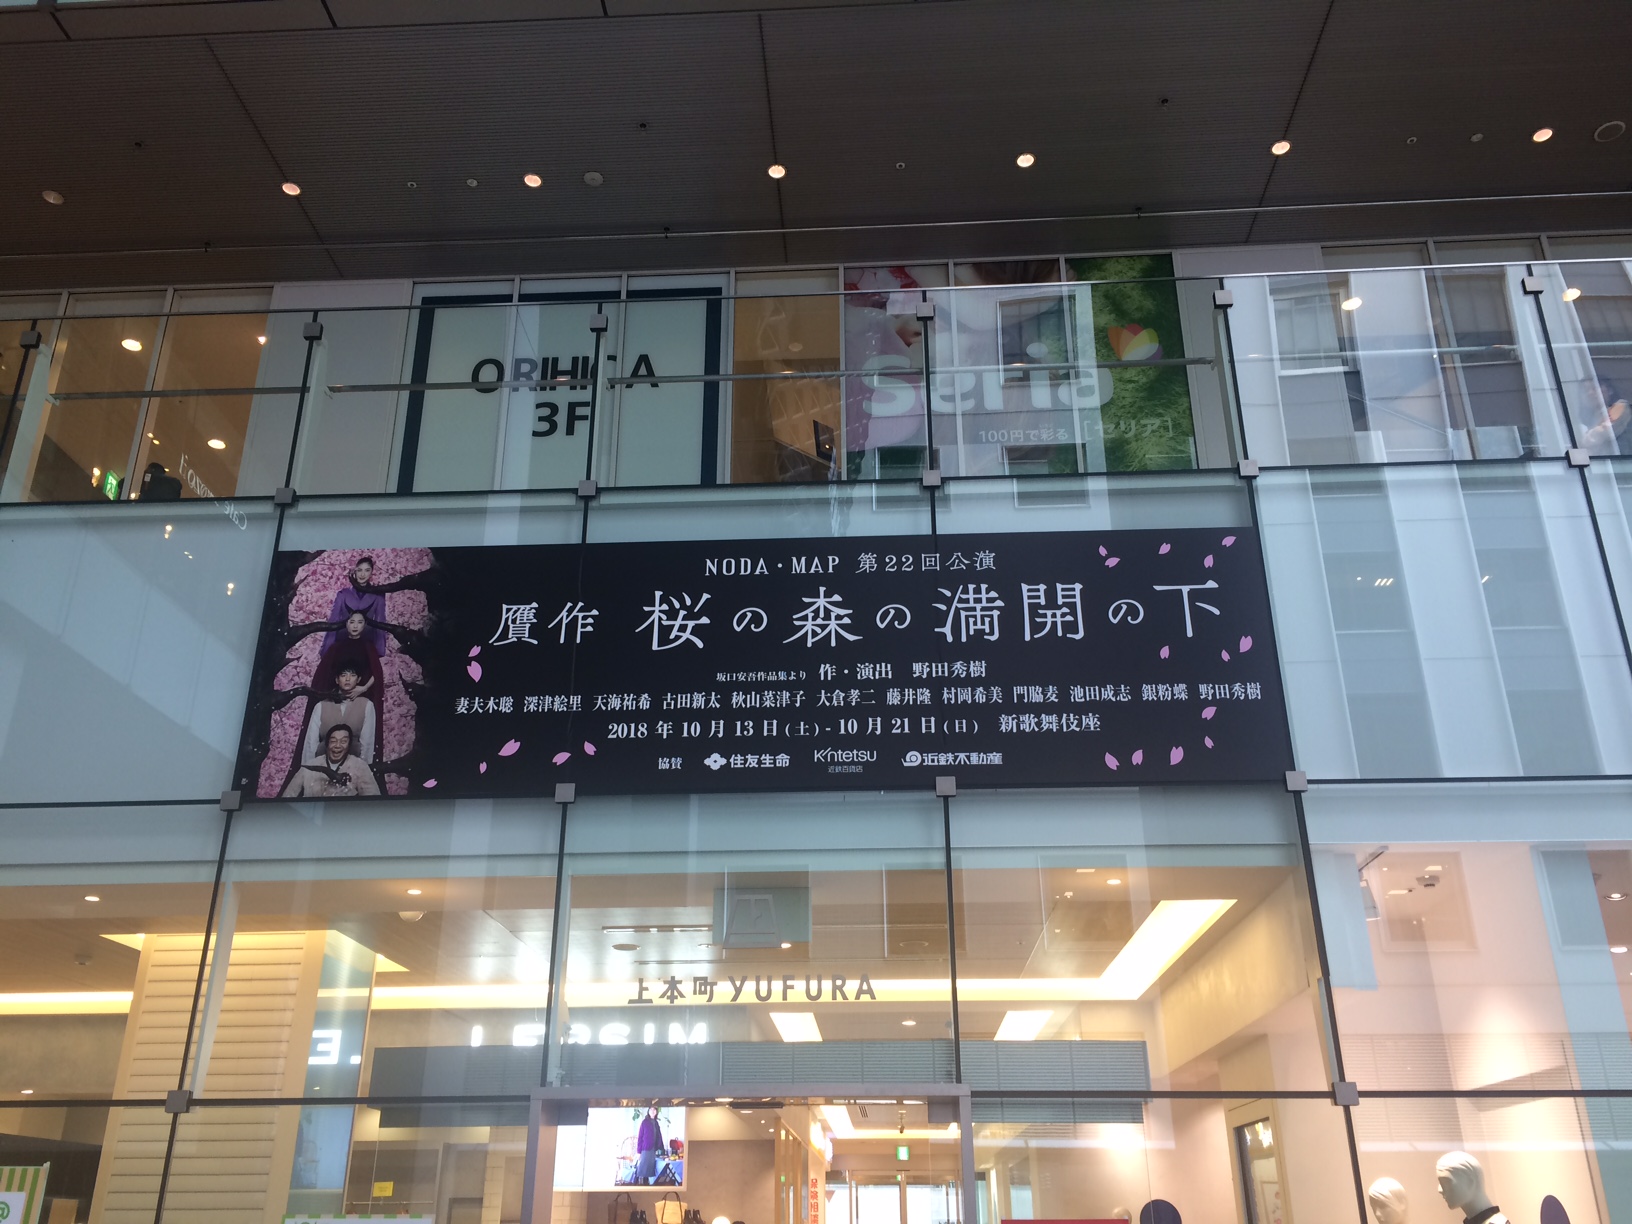 ORIHICA
3F
Seria
100円で彩る [セリア]
NODA・MAP 第22回公演
贋作 桜の森の満開の下
坂口安吾作品集より 作・演出 野田秀樹
妻夫木聡 深津絵里 天海祐希 古田新太 秋山菜津子 大倉孝二 藤井隆 村岡希美 門脇麦 池田成志 銀粉蝶 野田秀樹
2018年10月13日(土)-10月21日(日) 新歌舞伎座
協賛 住友生命 Kintetsu 近鉄百貨店 近鉄不動産
上本町YUFURA